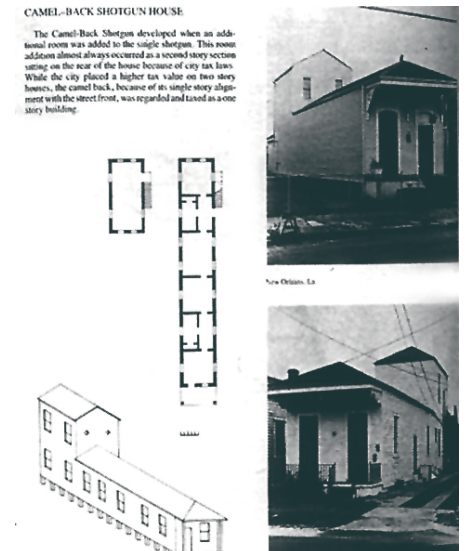 CAMEL-BACK SHOTGUN HOUSE
The Camel-Back Shotgun developed when an addi-
tional room was added to the single shotgun. This room
addition almost always occurred as a second story section
sitting on the rear of the house because of city tax laws.
While the city placed a higher tax value on two story
houses, the camel back, because of its single story align-
ment with the street front, was regarded and taxed as a one
story building.
New Orleans, La